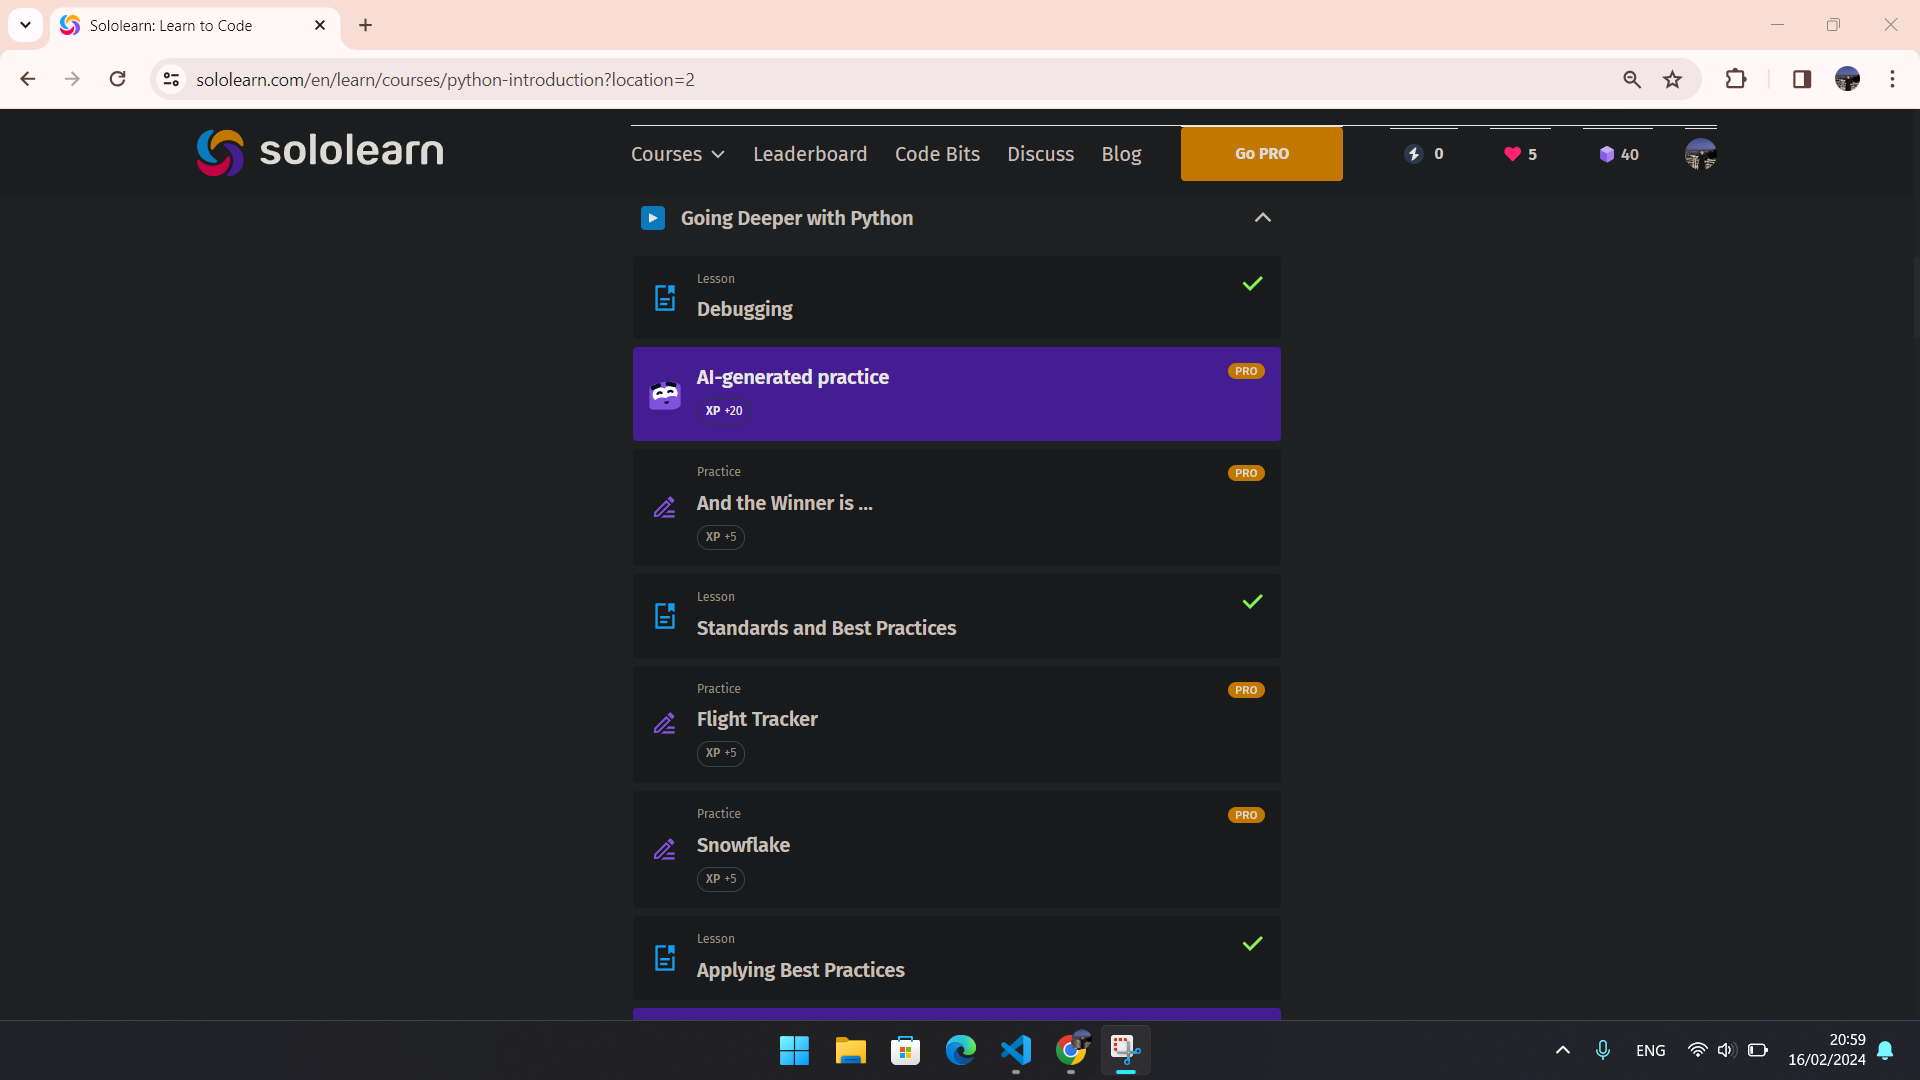 Sololearn: Learn to Code
sololearn.com/en/learn/courses/python-introduction?location=2
sololearn
Courses
Leaderboard
Code Bits
Discuss
Blog
Go PRO
0
5
40
Going Deeper with Python
Lesson
Debugging
AI-generated practice
PRO
XP +20
Practice
PRO
And the Winner is ...
XP +5
Lesson
Standards and Best Practices
Practice
PRO
Flight Tracker
XP +5
Practice
PRO
Snowflake
XP +5
Lesson
Applying Best Practices
ENG
20:59
16/02/2024